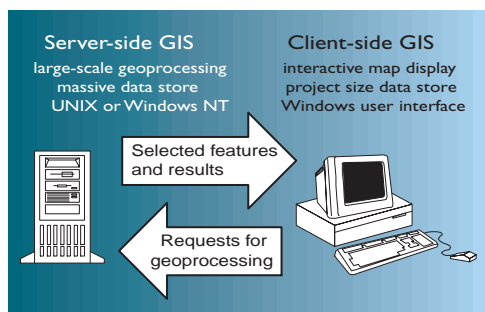 Server-side GIS
large-scale geoprocessing
massive data store
UNIX or Windows NT
Client-side GIS
interactive map display
project size data store
Windows user interface
Selected features
and results
Requests for
geoprocessing